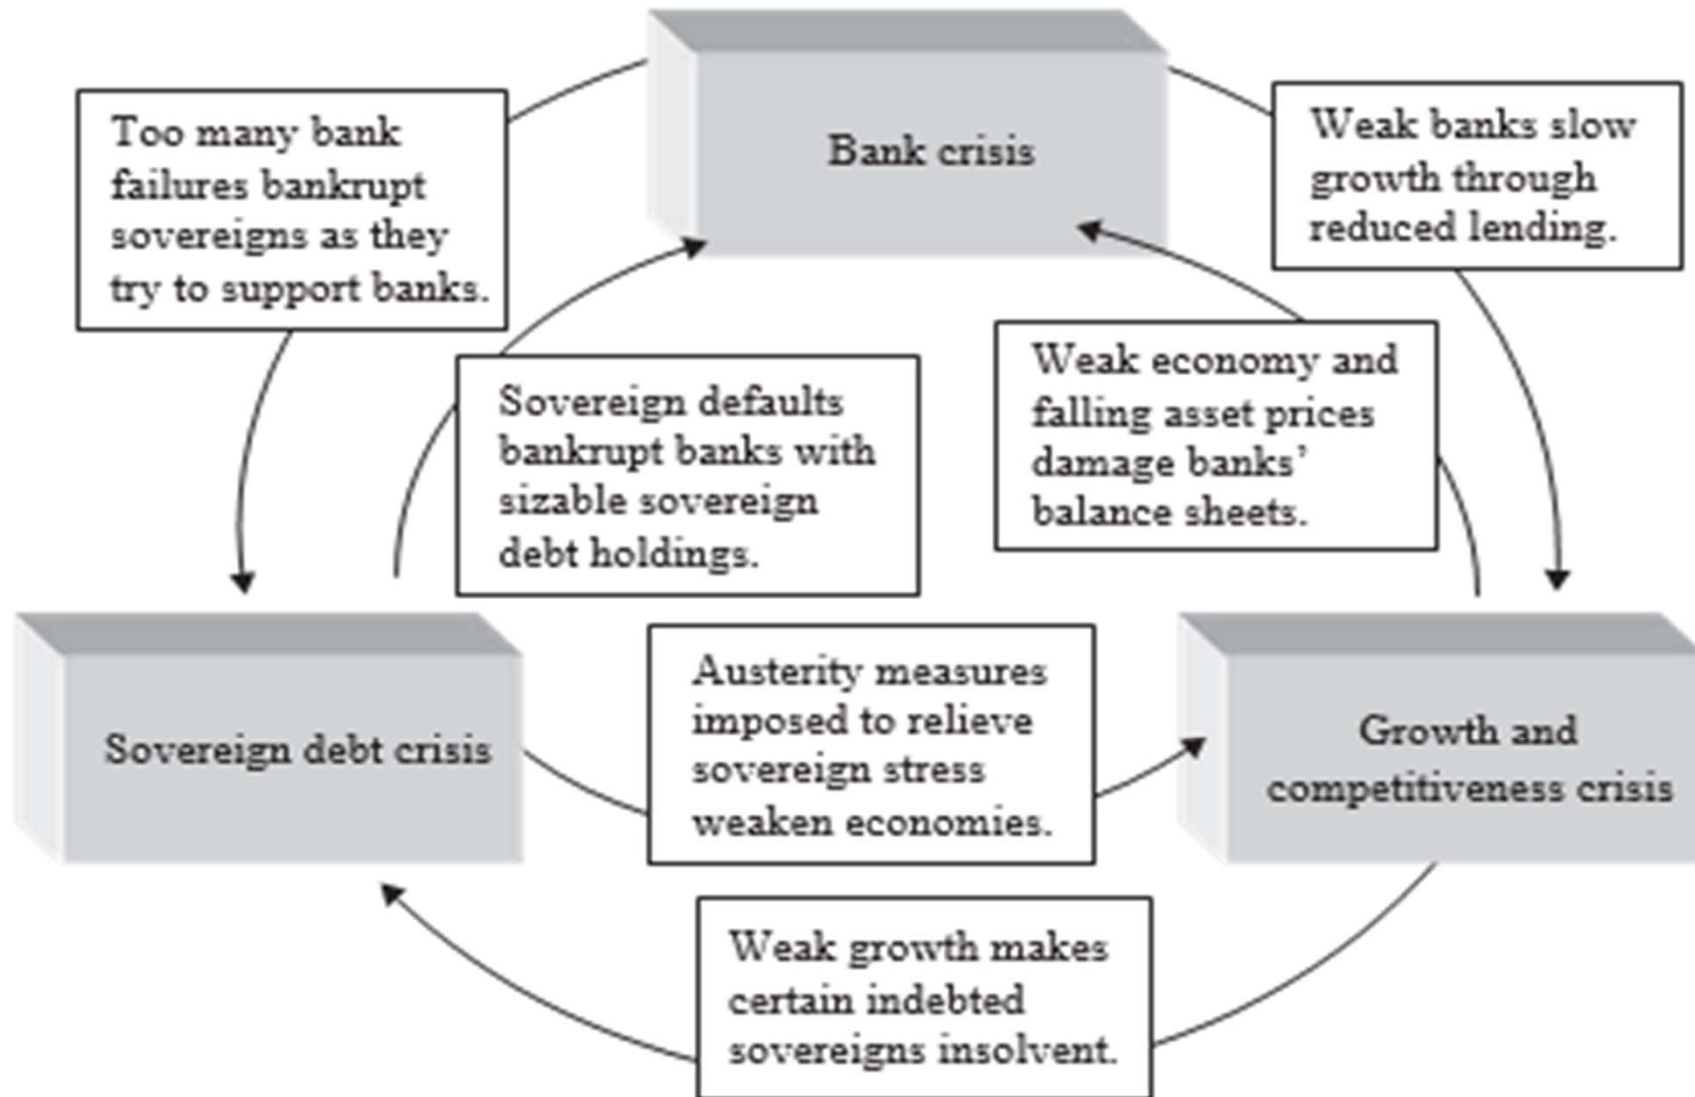 Bank crisis
Too many bank
failures bankrupt
sovereigns as they
try to support banks.
Weak banks slow
growth through
reduced lending.
Sovereign defaults
bankrupt banks with
sizable sovereign
debt holdings.
Weak economy and
falling asset prices
damage banks’
balance sheets.
Sovereign debt crisis
Austerity measures
imposed to relieve
sovereign stress
weaken economies.
Growth and
competitiveness crisis
Weak growth makes
certain indebted
sovereigns insolvent.